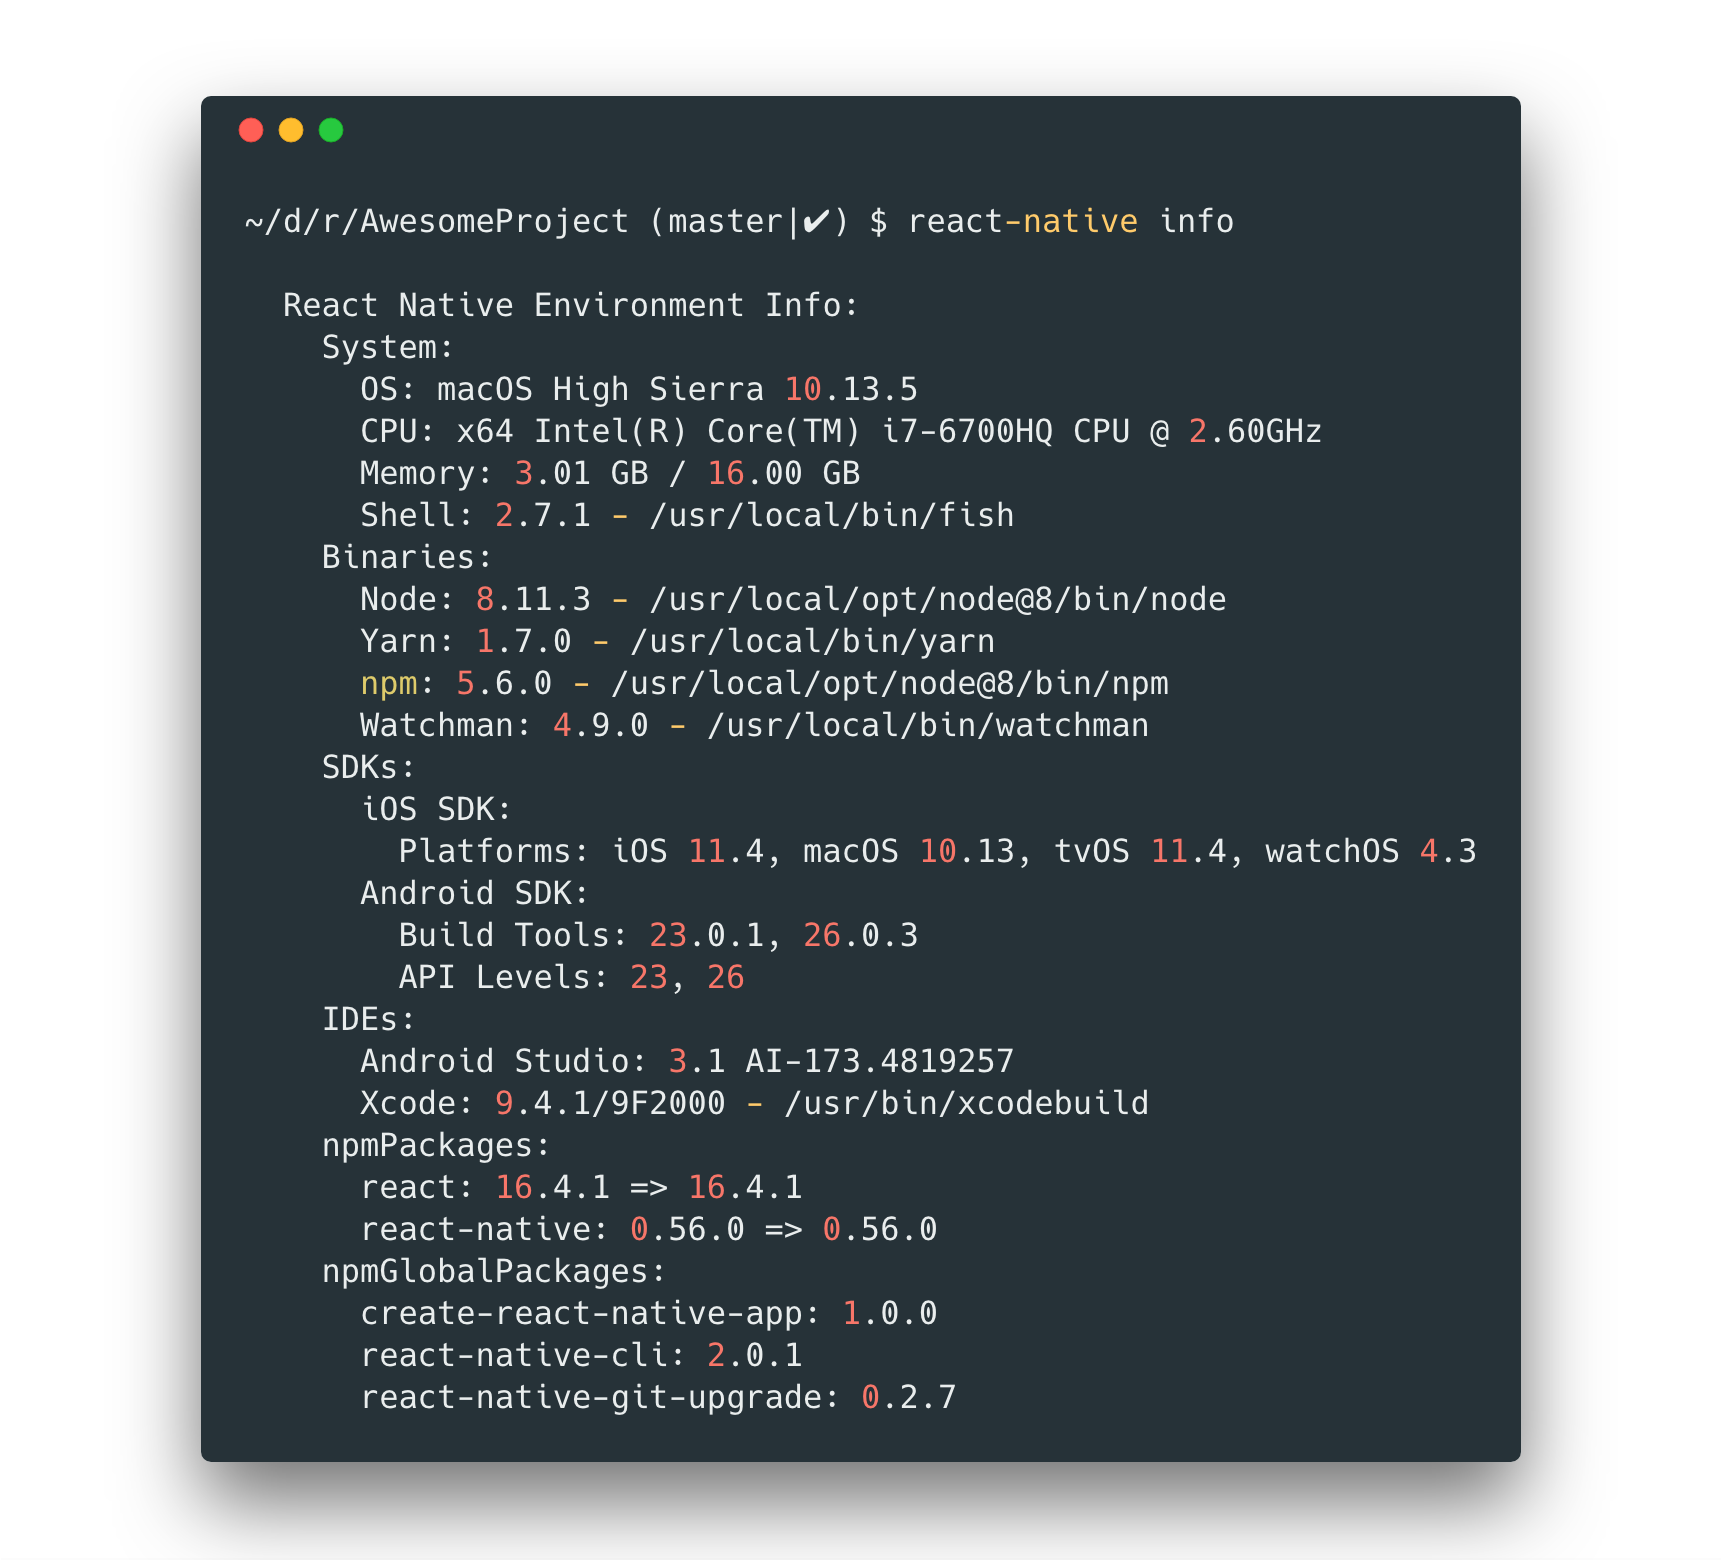 ~/d/r/AwesomeProject (master|✔) $ react-native info
React Native Environment Info:
System:
OS: macOS High Sierra 10.13.5
CPU: x64 Intel(R) Core(TM) i7-6700HQ CPU @ 2.60GHz
Memory: 3.01 GB / 16.00 GB
Shell: 2.7.1 - /usr/local/bin/fish
Binaries:
Node: 8.11.3 - /usr/local/opt/node@8/bin/node
Yarn: 1.7.0 - /usr/local/bin/yarn
npm: 5.6.0 - /usr/local/opt/node@8/bin/npm
Watchman: 4.9.0 - /usr/local/bin/watchman
SDKs:
iOS SDK:
Platforms: iOS 11.4, macOS 10.13, tvOS 11.4, watchOS 4.3
Android SDK:
Build Tools: 23.0.1, 26.0.3
API Levels: 23, 26
IDEs:
Android Studio: 3.1 AI-173.4819257
Xcode: 9.4.1/9F2000 - /usr/bin/xcodebuild
npmPackages:
react: 16.4.1 => 16.4.1
react-native: 0.56.0 => 0.56.0
npmGlobalPackages:
create-react-native-app: 1.0.0
react-native-cli: 2.0.1
react-native-git-upgrade: 0.2.7